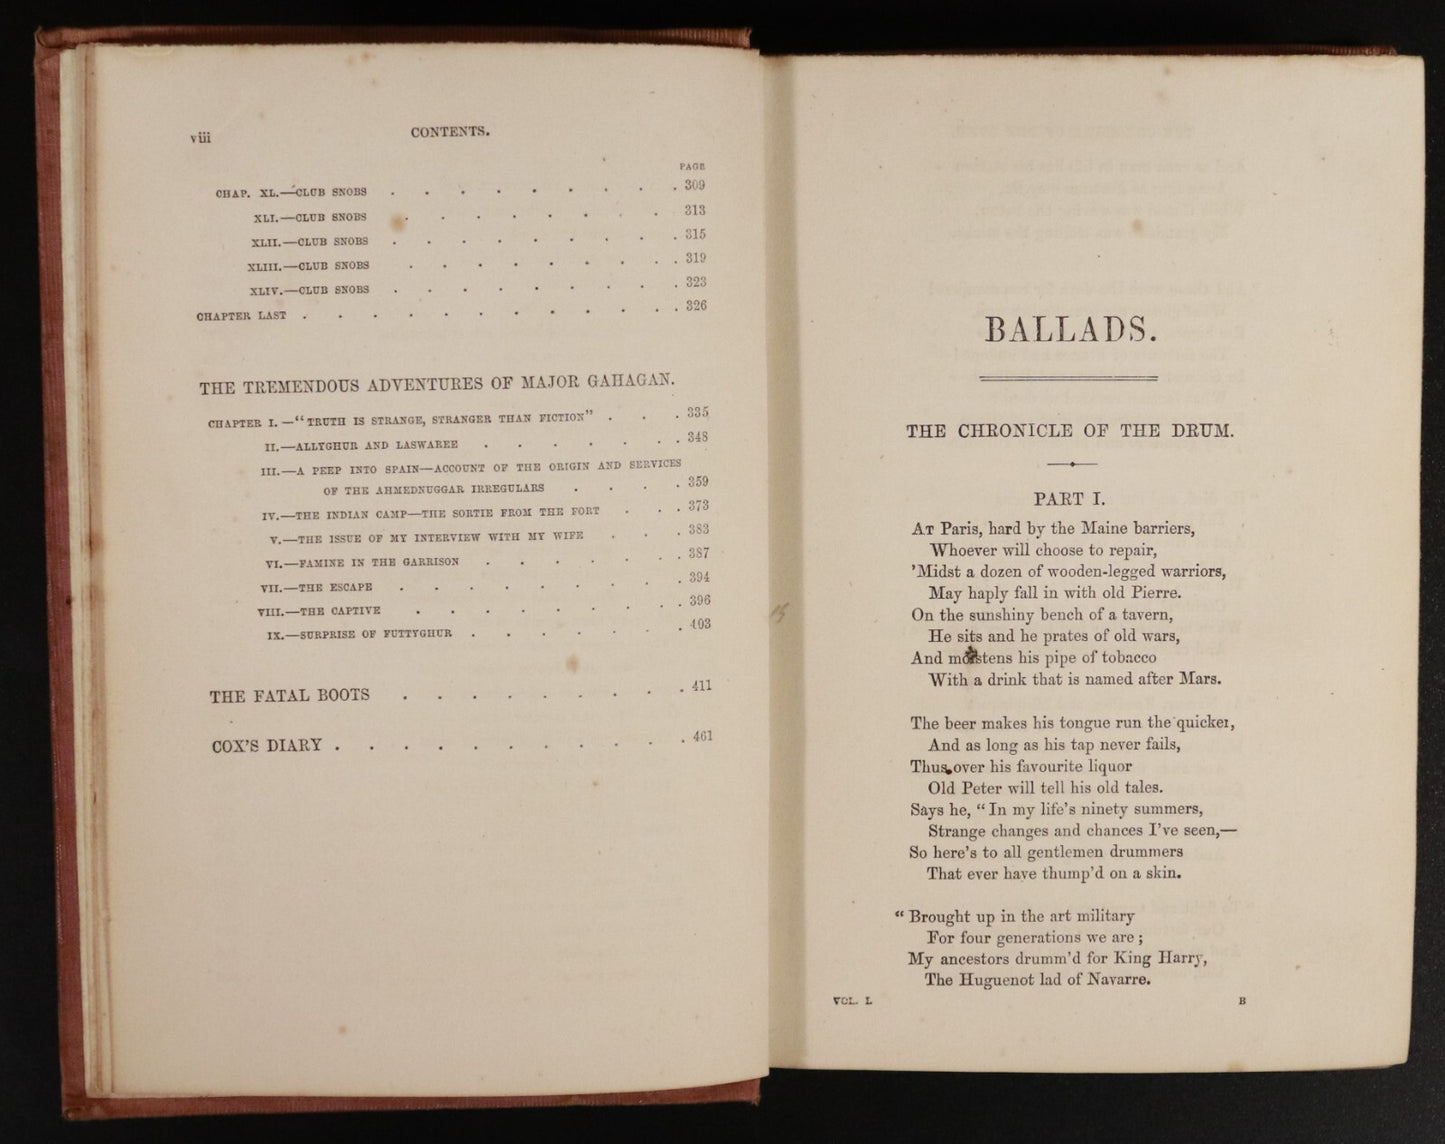 viii
CONTENTS.
PAGE
CHAP. XL.—CLUB SNOBS . . . . . . . . . 309
XLI.—CLUB SNOBS . . . . . . . . 313
XLII.—CLUB SNOBS . . . . . . . . . 315
XLIII.—CLUB SNOBS . . . . . . . . . 319
XLIV.—CLUB SNOBS . . . . . . . . . 323
CHAPTER LAST . . . . . . . . . . . . 326
THE TREMENDOUS ADVENTURES OF MAJOR GAHAGAN.
CHAPTER I.—“TRUTH IS STRANGE, STRANGER THAN FICTION” . . . 335
II.—ALLYGHUR AND LASWAREE . . . . . . . 348
III.—A PEEP INTO SPAIN—ACCOUNT OF THE ORIGIN AND SERVICES
OF THE AHMEDNUGGAR IRREGULARS . . . . 359
IV.—THE INDIAN CAMP—THE SORTIE FROM THE FORT . . . 373
V.—THE ISSUE OF MY INTERVIEW WITH MY WIFE . . . 383
VI.—FAMINE IN THE GARRISON . . . . . . . 387
VII.—THE ESCAPE . . . . . . . . . 394
VIII.—THE CAPTIVE . . . . . . . . . 396
IX.—SURPRISE OF FUTTYGHUR . . . . . . . 403
THE FATAL BOOTS . . . . . . . . . 411
COX’S DIARY . . . . . . . . . . . 461
BALLADS.
THE CHRONICLE OF THE DRUM.
PART I.
AT Paris, hard by the Maine barriers,
Whoever will choose to repair,
’Midst a dozen of wooden-legged warriors,
May haply fall in with old Pierre.
On the sunshiny bench of a tavern,
He sits and he prates of old wars,
And moistens his pipe of tobacco
With a drink that is named after Mars.
The beer makes his tongue run the quicker,
And as long as his tap never fails,
Thus over his favourite liquor
Old Peter will tell his old tales.
Says he, “In my life’s ninety summers,
Strange changes and chances I’ve seen,—
So here’s to all gentlemen drummers
That ever have thump’d on a skin.
“Brought up in the art military
For four generations we are;
My ancestors drumm’d for King Harry,
The Huguenot lad of Navarre.
VOL. I. B